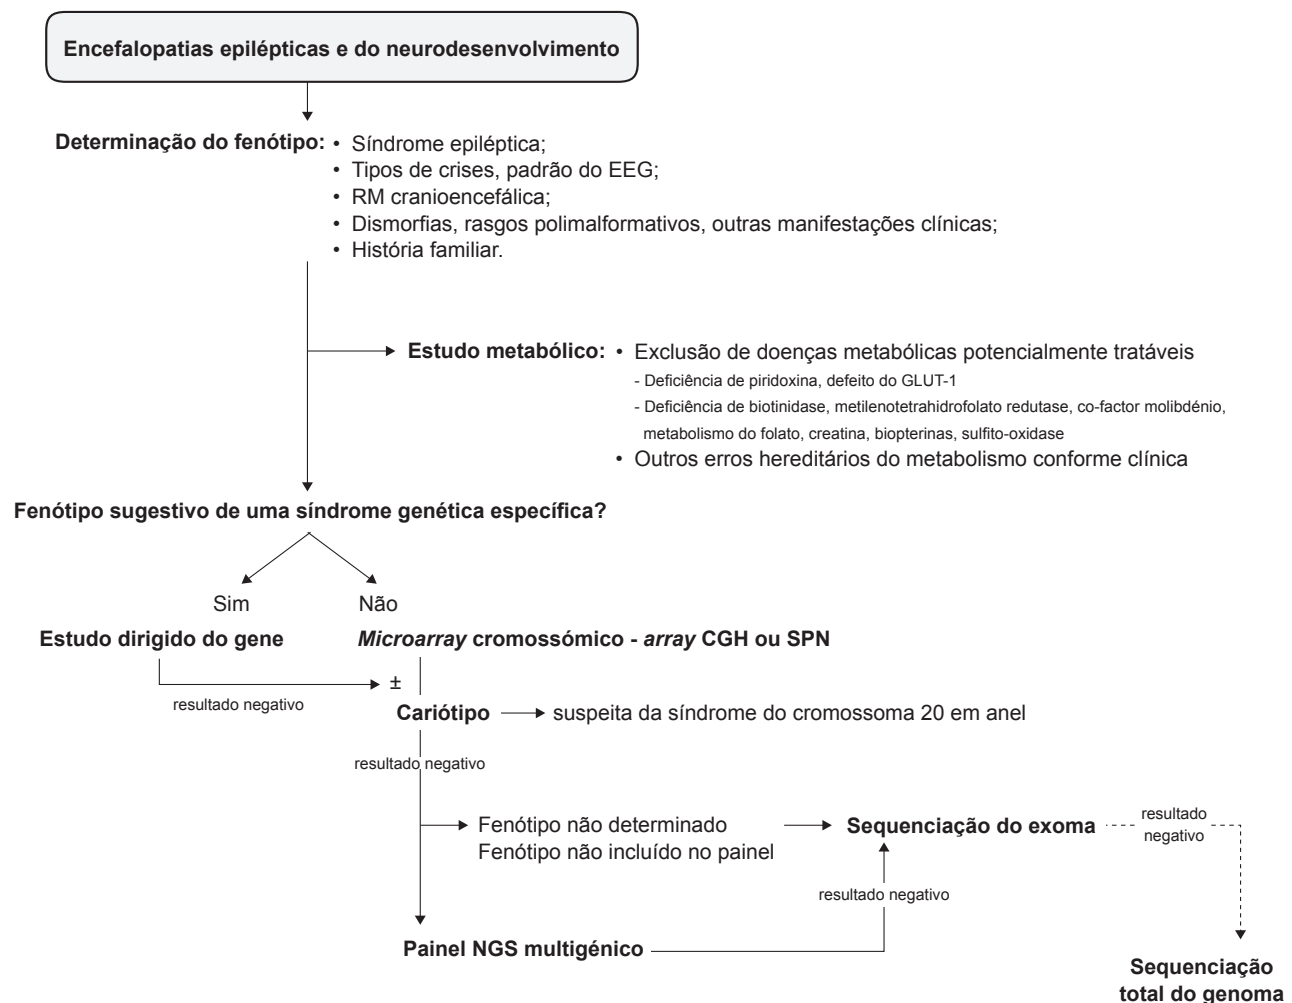 Encefalopatias epilépticas e do neurodesenvolvimento
Determinação do fenótipo: • Síndrome epiléptica;
• Tipos de crises, padrão do EEG;
• RM cranioencefálica;
• Dismorfias, rasgos polimalformativos, outras manifestações clínicas;
• História familiar.
Estudo metabólico: • Exclusão de doenças metabólicas potencialmente tratáveis
- Deficiência de piridoxina, defeito do GLUT-1
- Deficiência de biotinidase, metilenotetrahidrofolato redutase, co-factor molibdénio,
metabolismo do folato, creatina, biopterinas, sulfito-oxidase
• Outros erros hereditários do metabolismo conforme clínica
Fenótipo sugestivo de uma síndrome genética específica?
Sim Não
Estudo dirigido do gene Microarray cromossómico - array CGH ou SPN
resultado negativo ±
Cariótipo suspeita da síndrome do cromossoma 20 em anel
resultado negativo
Fenótipo não determinado
Fenótipo não incluído no painel
Sequenciação do exoma
resultado
negativo
resultado negativo
Painel NGS multigénico
Sequenciação
total do genoma